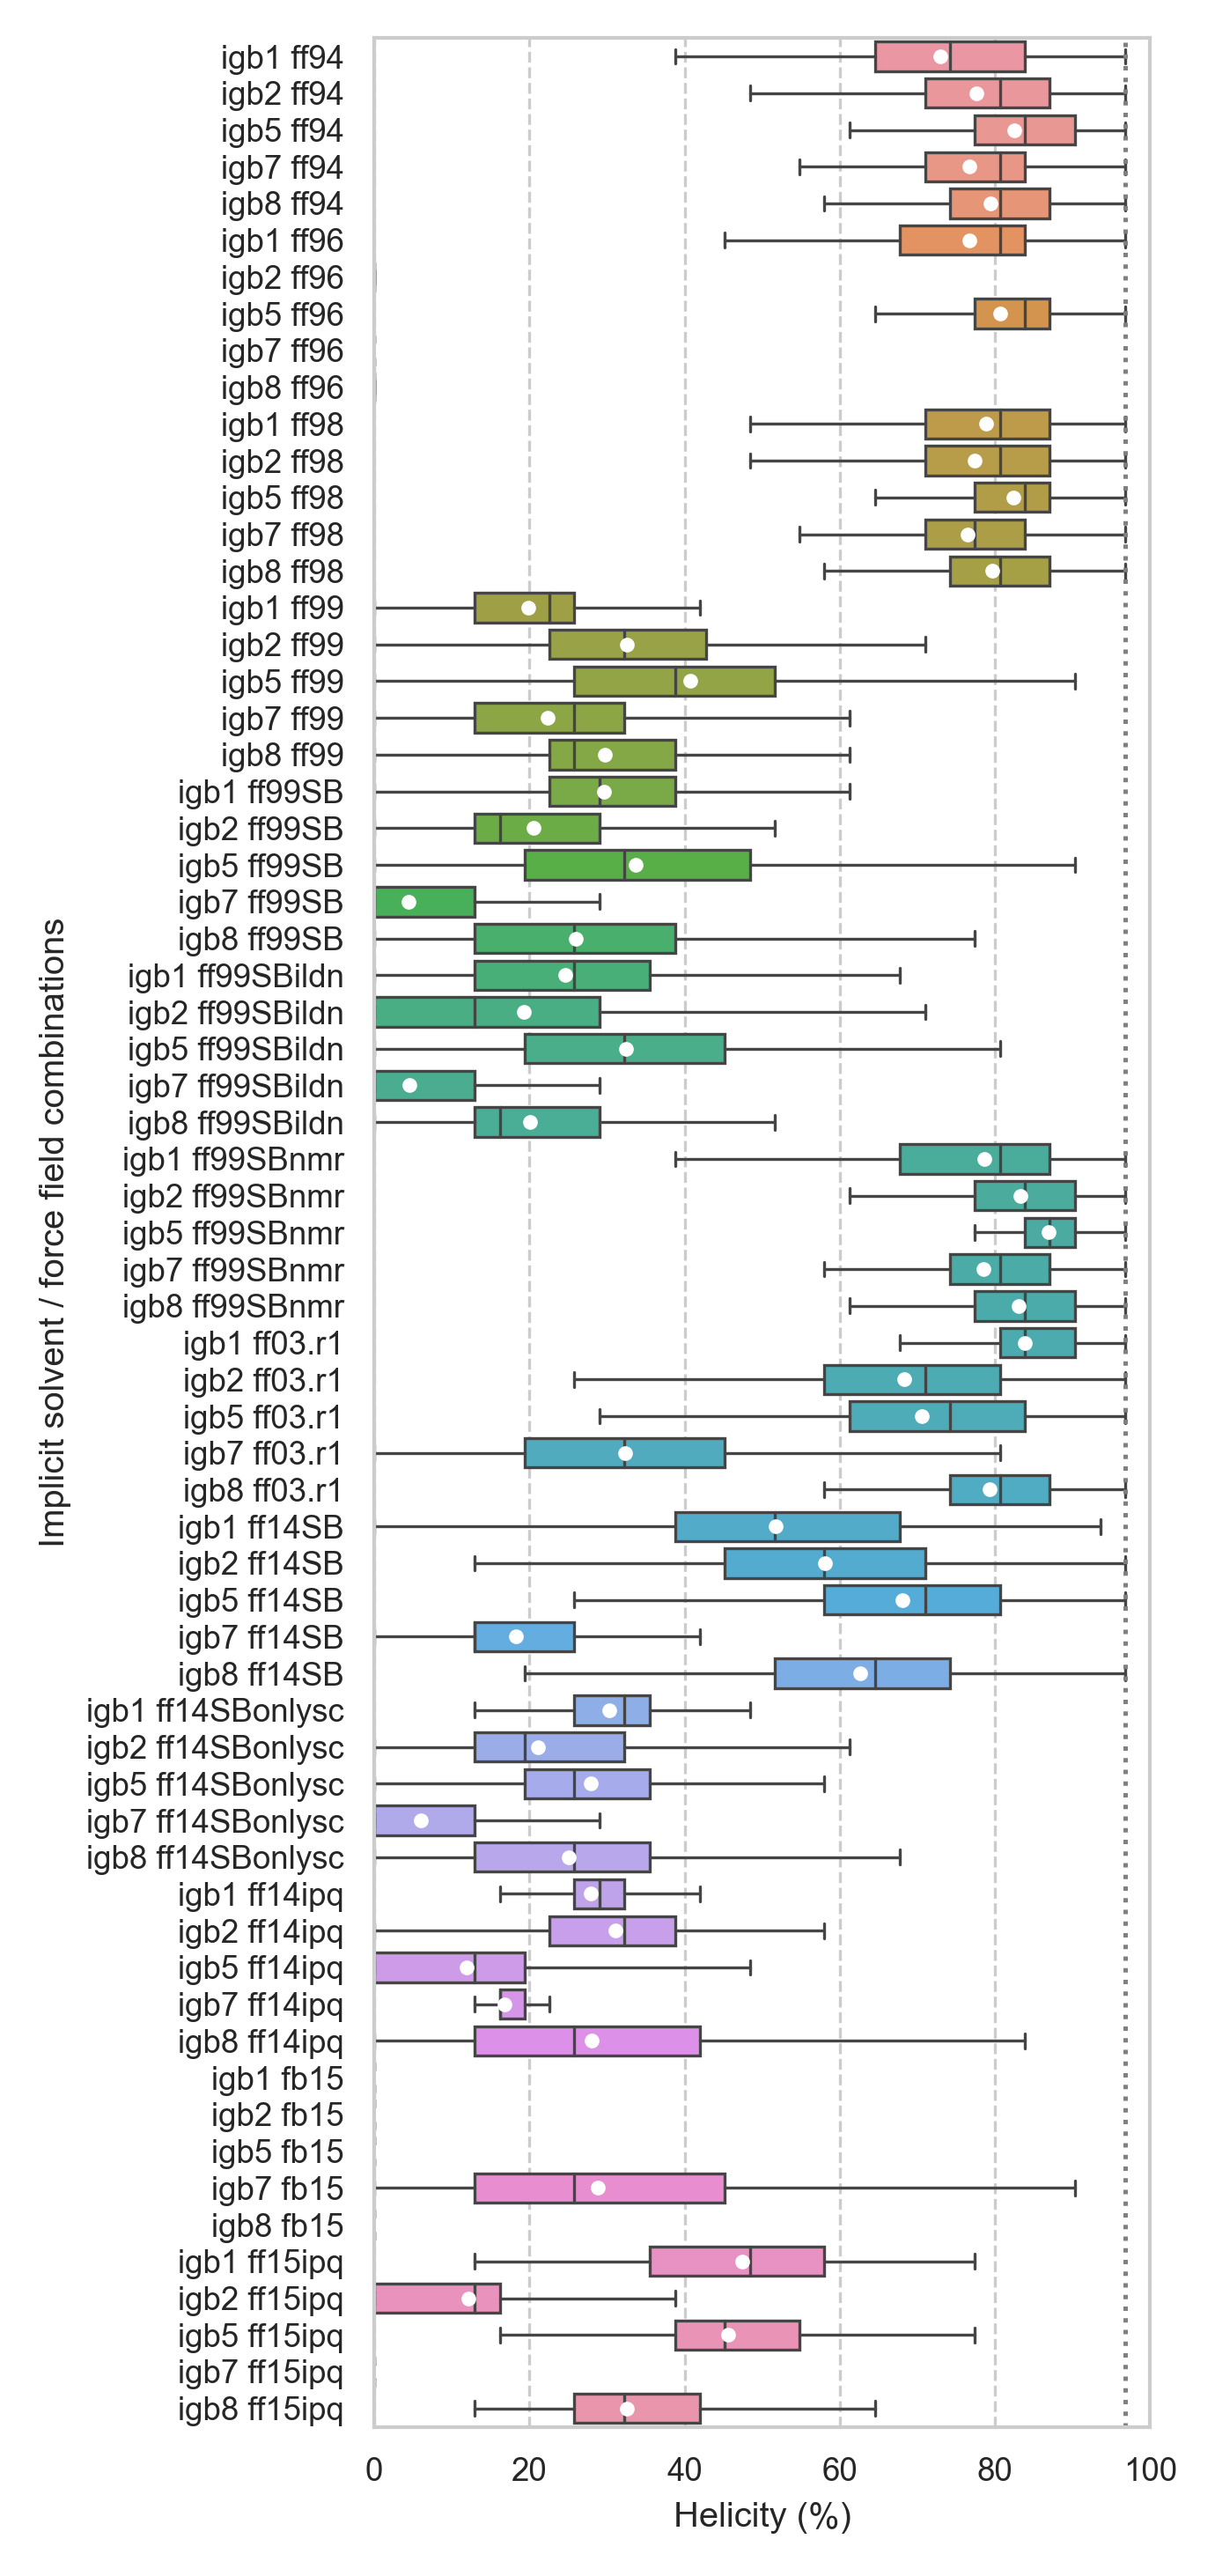 igb1 ff94
igb2 ff94
igb5 ff94
igb7 ff94
igb8 ff94
igb1 ff96
igb2 ff96
igb5 ff96
igb7 ff96
igb8 ff96
igb1 ff98
igb2 ff98
igb5 ff98
igb7 ff98
igb8 ff98
igb1 ff99
igb2 ff99
igb5 ff99
igb7 ff99
igb8 ff99
igb1 ff99SB
igb2 ff99SB
igb5 ff99SB
igb7 ff99SB
igb8 ff99SB
igb1 ff99SBildn
igb2 ff99SBildn
igb5 ff99SBildn
igb7 ff99SBildn
igb8 ff99SBildn
igb1 ff99SBnmr
igb2 ff99SBnmr
igb5 ff99SBnmr
igb7 ff99SBnmr
igb8 ff99SBnmr
igb1 ff03.r1
igb2 ff03.r1
igb5 ff03.r1
igb7 ff03.r1
igb8 ff03.r1
igb1 ff14SB
igb2 ff14SB
igb5 ff14SB
igb7 ff14SB
igb8 ff14SB
igb1 ff14SBonlysc
igb2 ff14SBonlysc
igb5 ff14SBonlysc
igb7 ff14SBonlysc
igb8 ff14SBonlysc
igb1 ff14ipq
igb2 ff14ipq
igb5 ff14ipq
igb7 ff14ipq
igb8 ff14ipq
igb1 fb15
igb2 fb15
igb5 fb15
igb7 fb15
igb8 fb15
igb1 ff15ipq
igb2 ff15ipq
igb5 ff15ipq
igb7 ff15ipq
igb8 ff15ipq
Implicit solvent / force field combinations
0 20 40 60 80 100
Helicity (%)